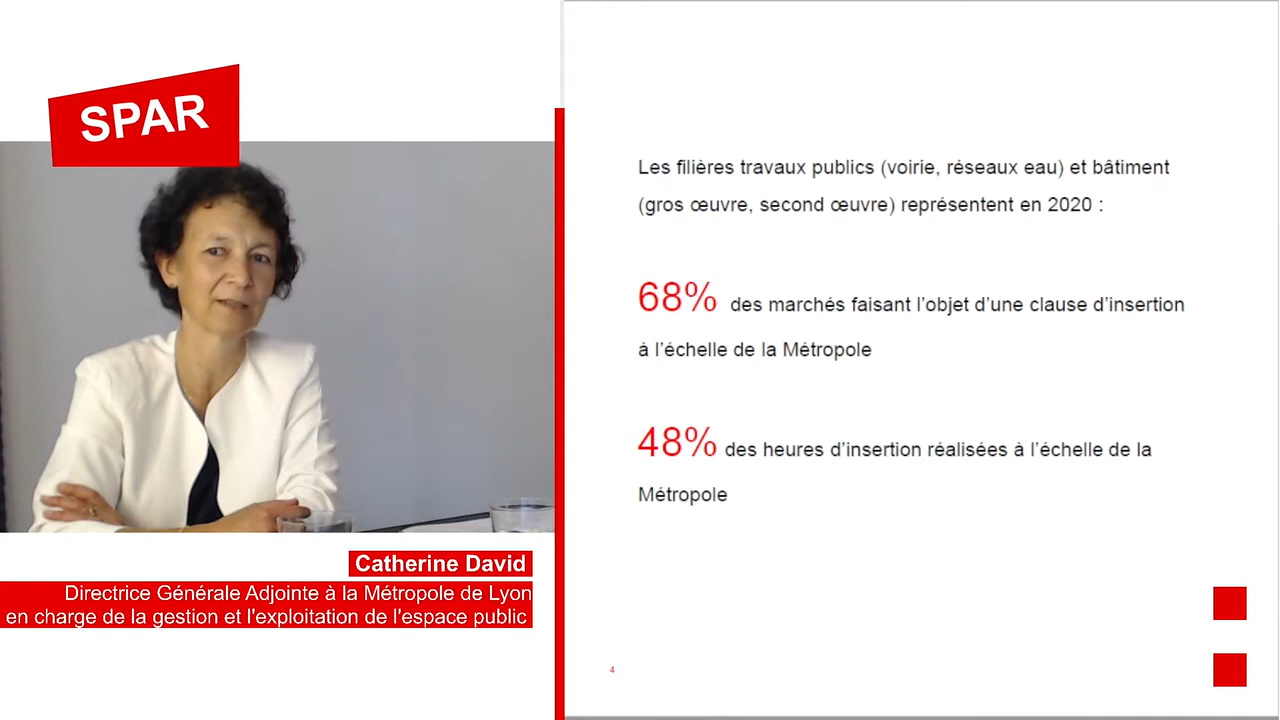 SPAR
Catherine David
Directrice Générale Adjointe à la Métropole de Lyon
en charge de la gestion et l'exploitation de l'espace public
Les filières travaux publics (voirie, réseaux eau) et bâtiment
(gros œuvre, second œuvre) représentent en 2020 :
68% des marchés faisant l’objet d’une clause d’insertion
à l’échelle de la Métropole
48% des heures d’insertion réalisées à l’échelle de la
Métropole
4